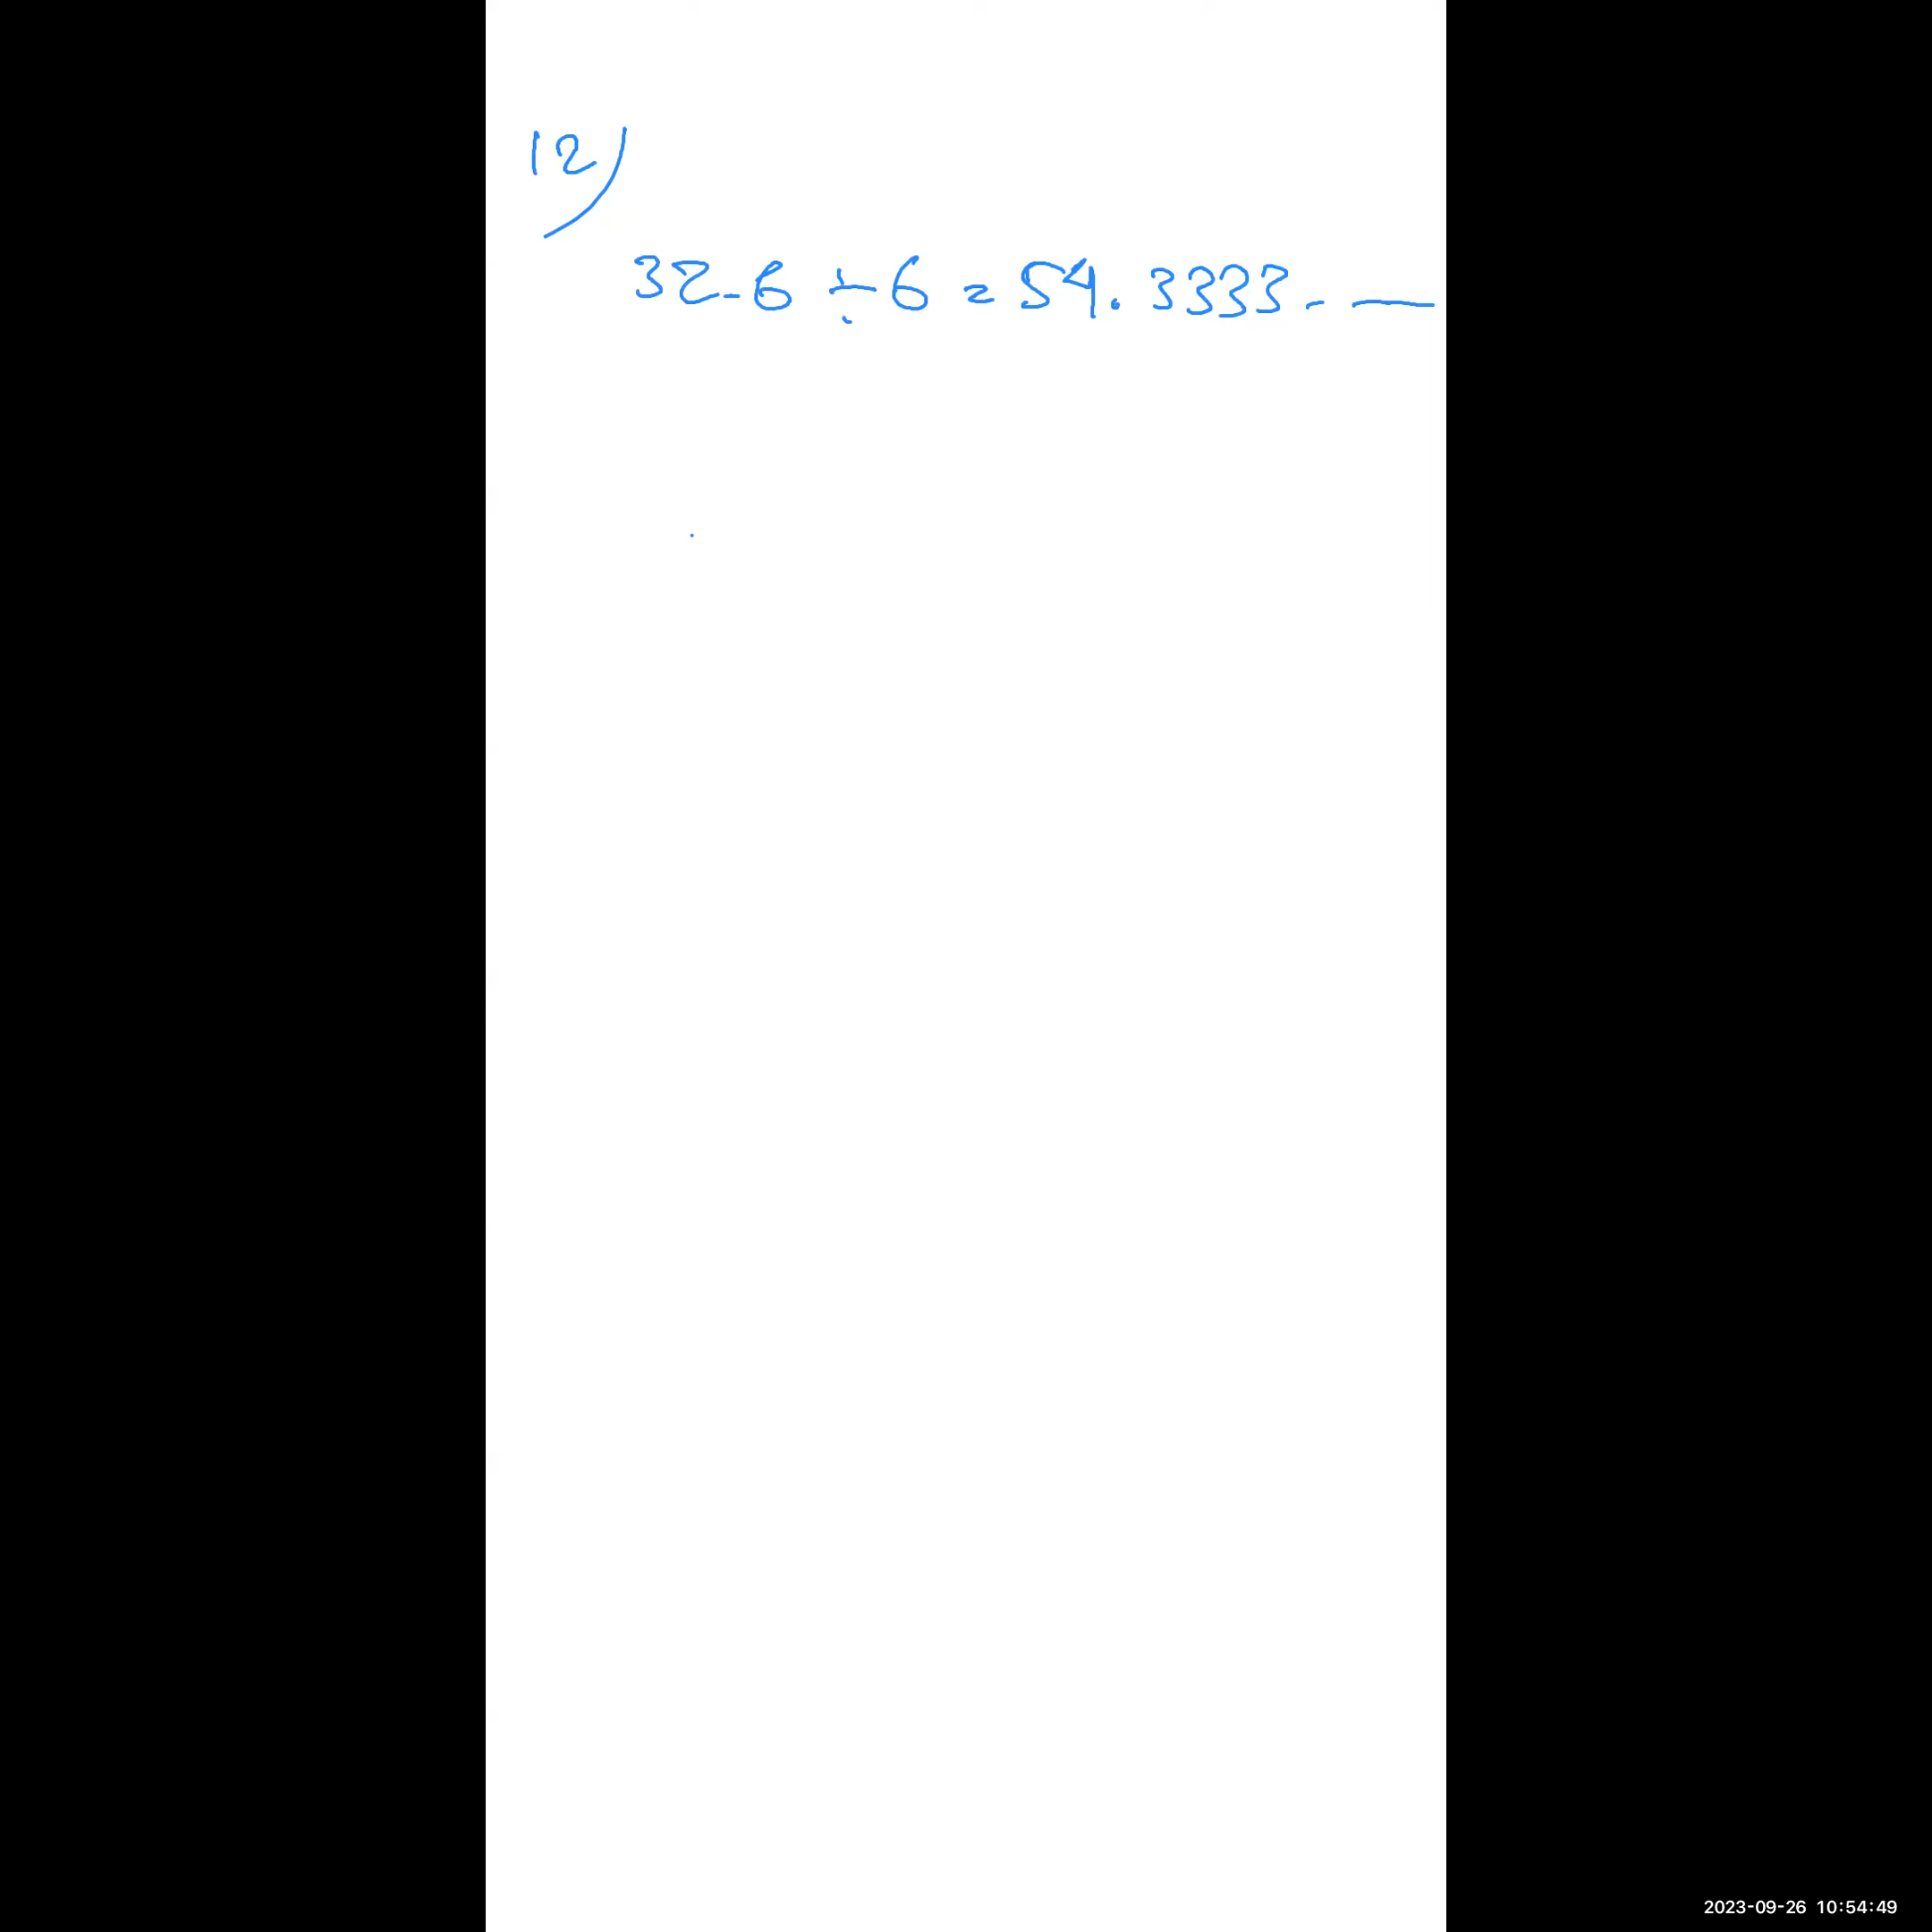 12)
32.6 ÷ 6 = 54.3333. —
2023-09-26 10:54:49